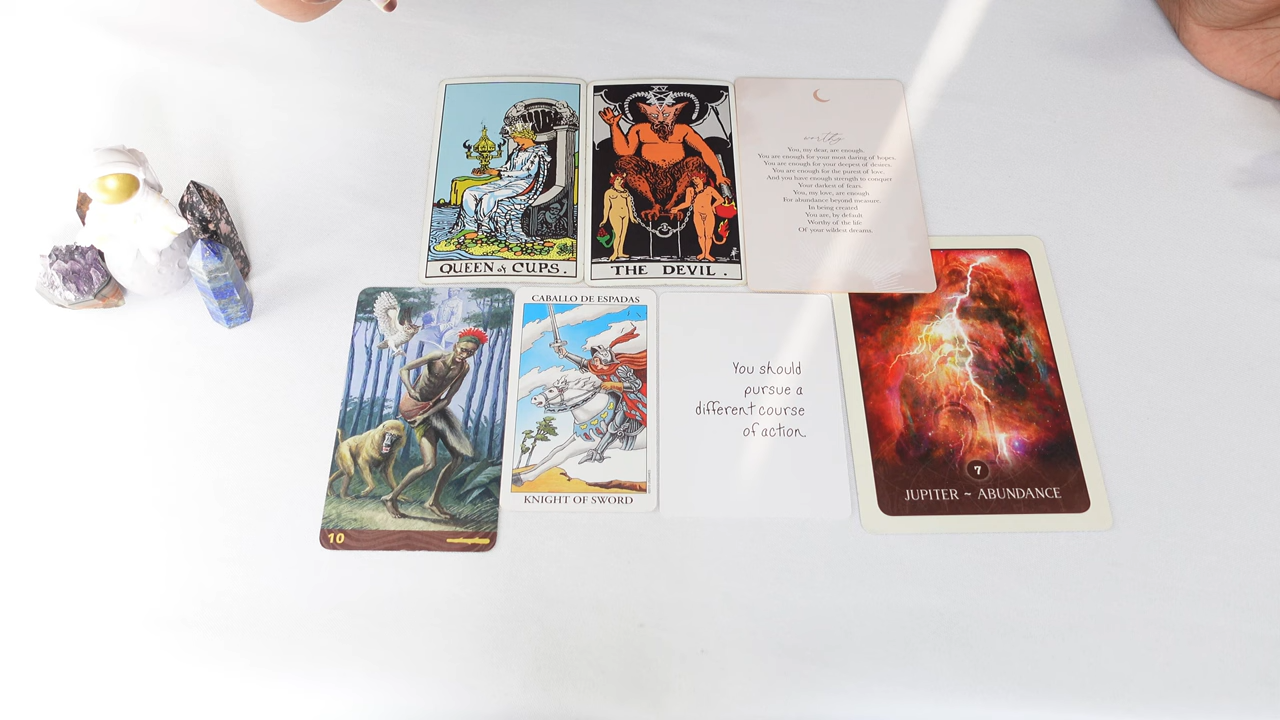 QUEEN of CUPS.
XV
THE DEVIL.
worthy
You, my dear, are enough.
You are enough for your most daring of hopes.
You are enough for your deepest of desires.
You are enough for the purest of love.
And you have enough strength to conquer
Your darkest of fears.
You, my love, are enough
For abundance beyond measure.
In being created
You are, by default
Worthy of the life
Of your wildest dreams
10
CABALLO DE ESPADAS
KNIGHT OF SWORD
You should
pursue a
different course
of action.
7
JUPITER ~ ABUNDANCE